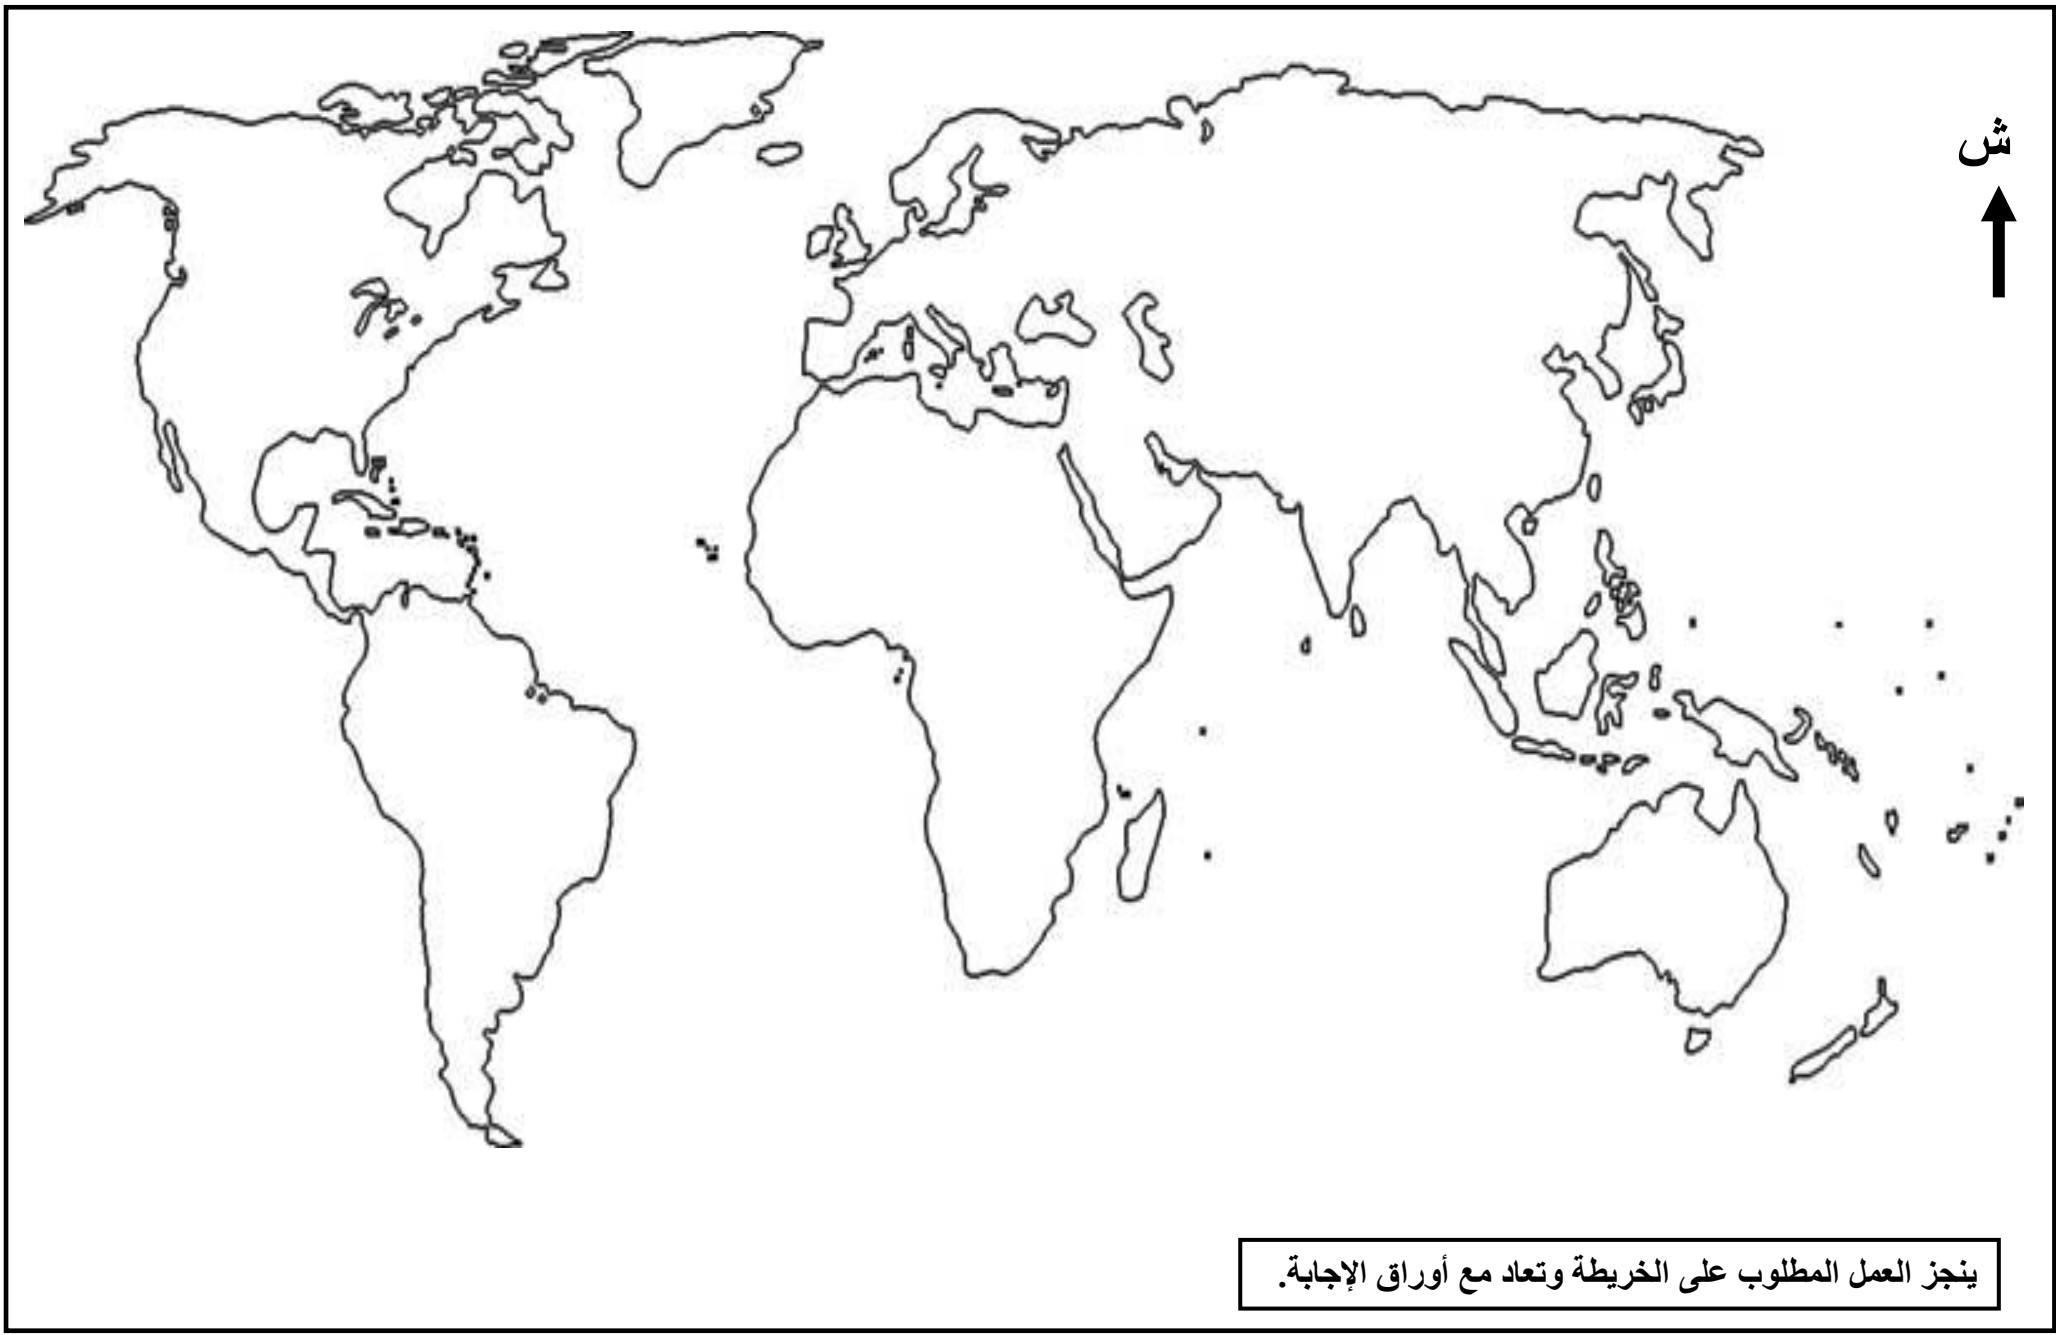 ش
ينجز العمل المطلوب على الخريطة وتعاد مع أوراق الإجابة.